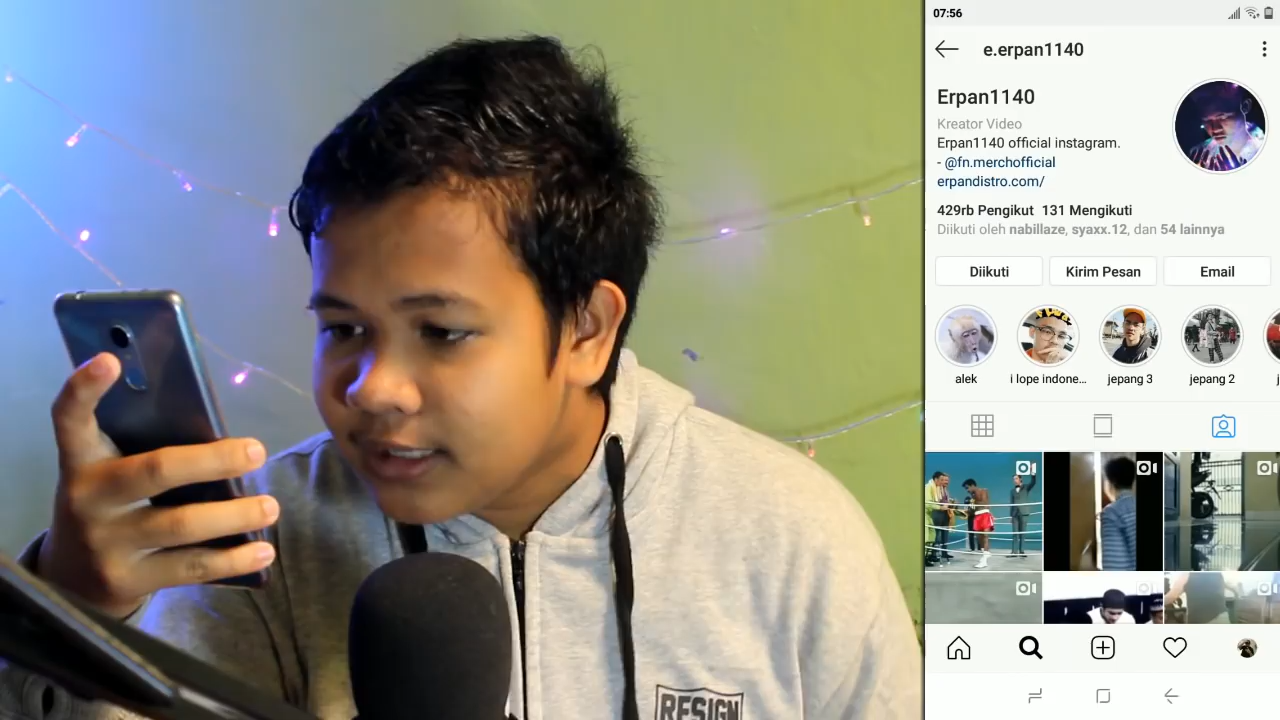 07:56
e.erpan1140
Erpan1140
Kreator Video
Erpan1140 official instagram.
- @fn.merchofficial
erpandistro.com/
429rb Pengikut 131 Mengikuti
Diikuti oleh nabillaze, syaxx.12, dan 54 lainnya
Diikuti Kirim Pesan Email
alek i lope indone... jepang 3 jepang 2
RESIGN